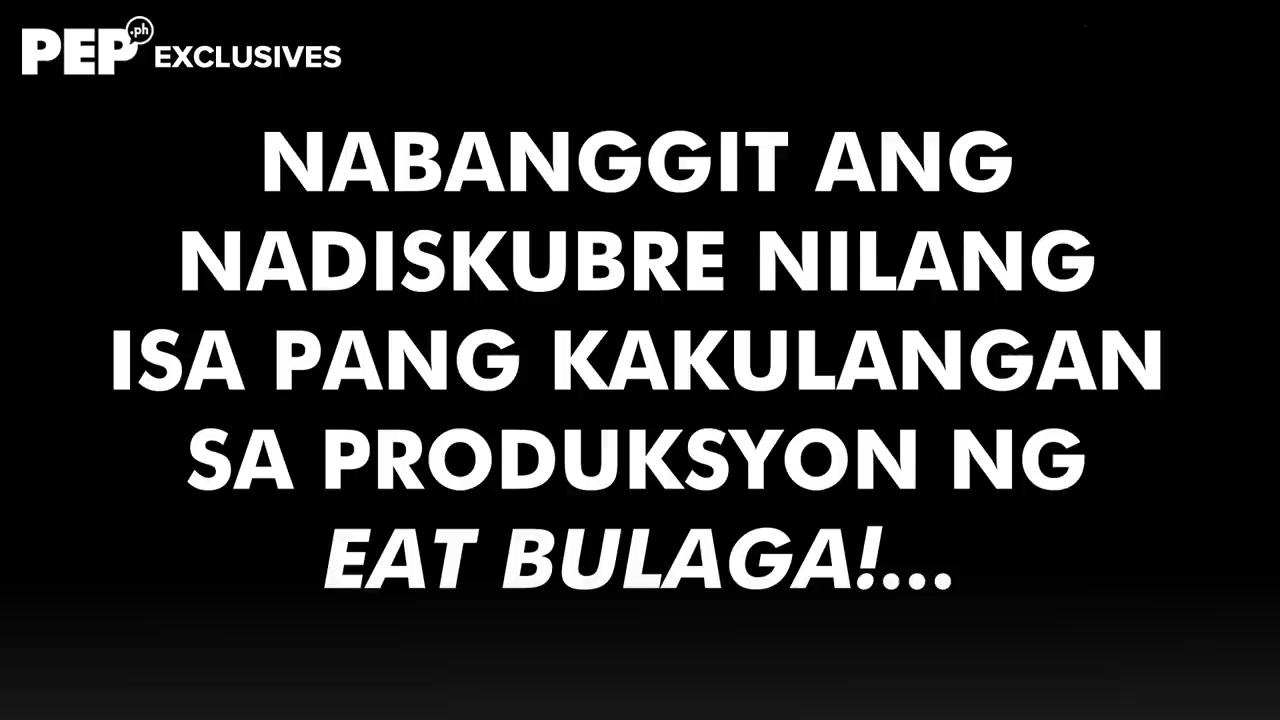 PEP.ph EXCLUSIVES
NABANGGIT ANG
NADISKUBRE NILANG
ISA PANG KAKULANGAN
SA PRODUKSYON NG
EAT BULAGA!...